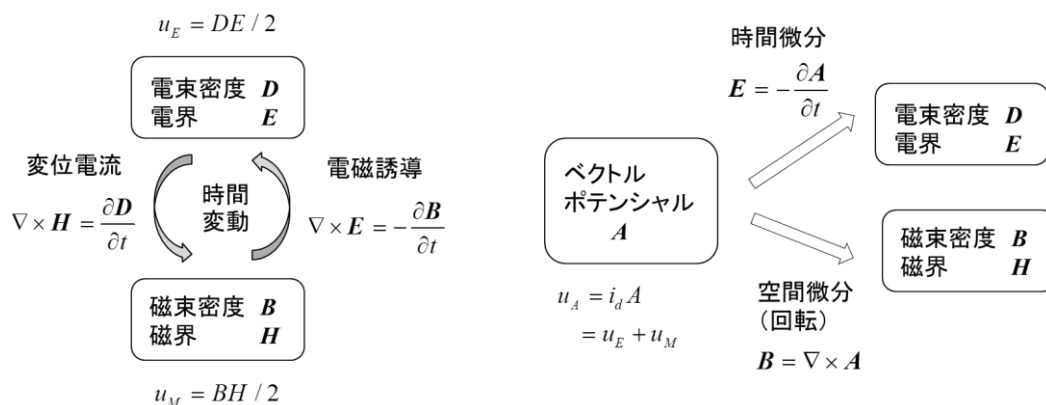 u_E = DE / 2
電束密度 D
電界 E
変位電流
∇ × H = ∂D/∂t
時間
変動
電磁誘導
∇ × E = −∂B/∂t
磁束密度 B
磁界 H
u_M = BH / 2
時間微分
E = −∂A/∂t
電束密度 D
電界 E
ベクトル
ポテンシャル
A
磁束密度 B
磁界 H
u_A = i_d A
= u_E + u_M
空間微分
(回転)
B = ∇ × A